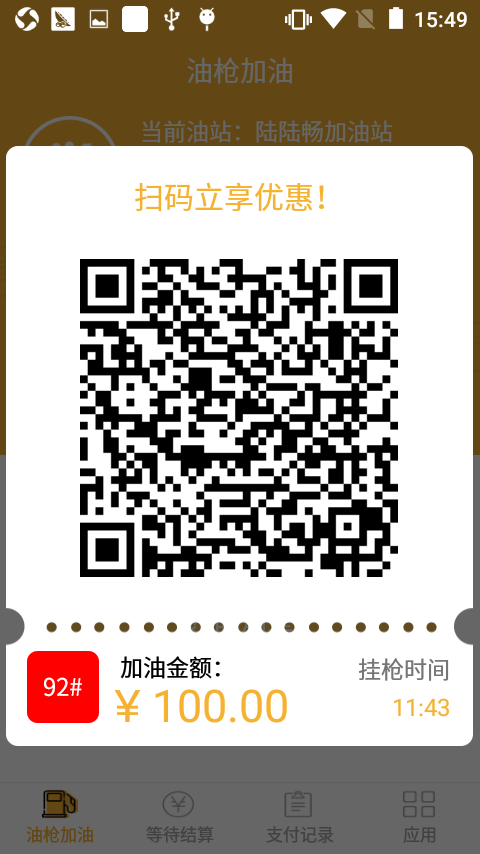 15:49
油枪加油
当前油站：陆陆畅加油站
扫码立享优惠！
92#
加油金额：
¥ 100.00
挂枪时间
11:43
油枪加油
等待结算
支付记录
应用